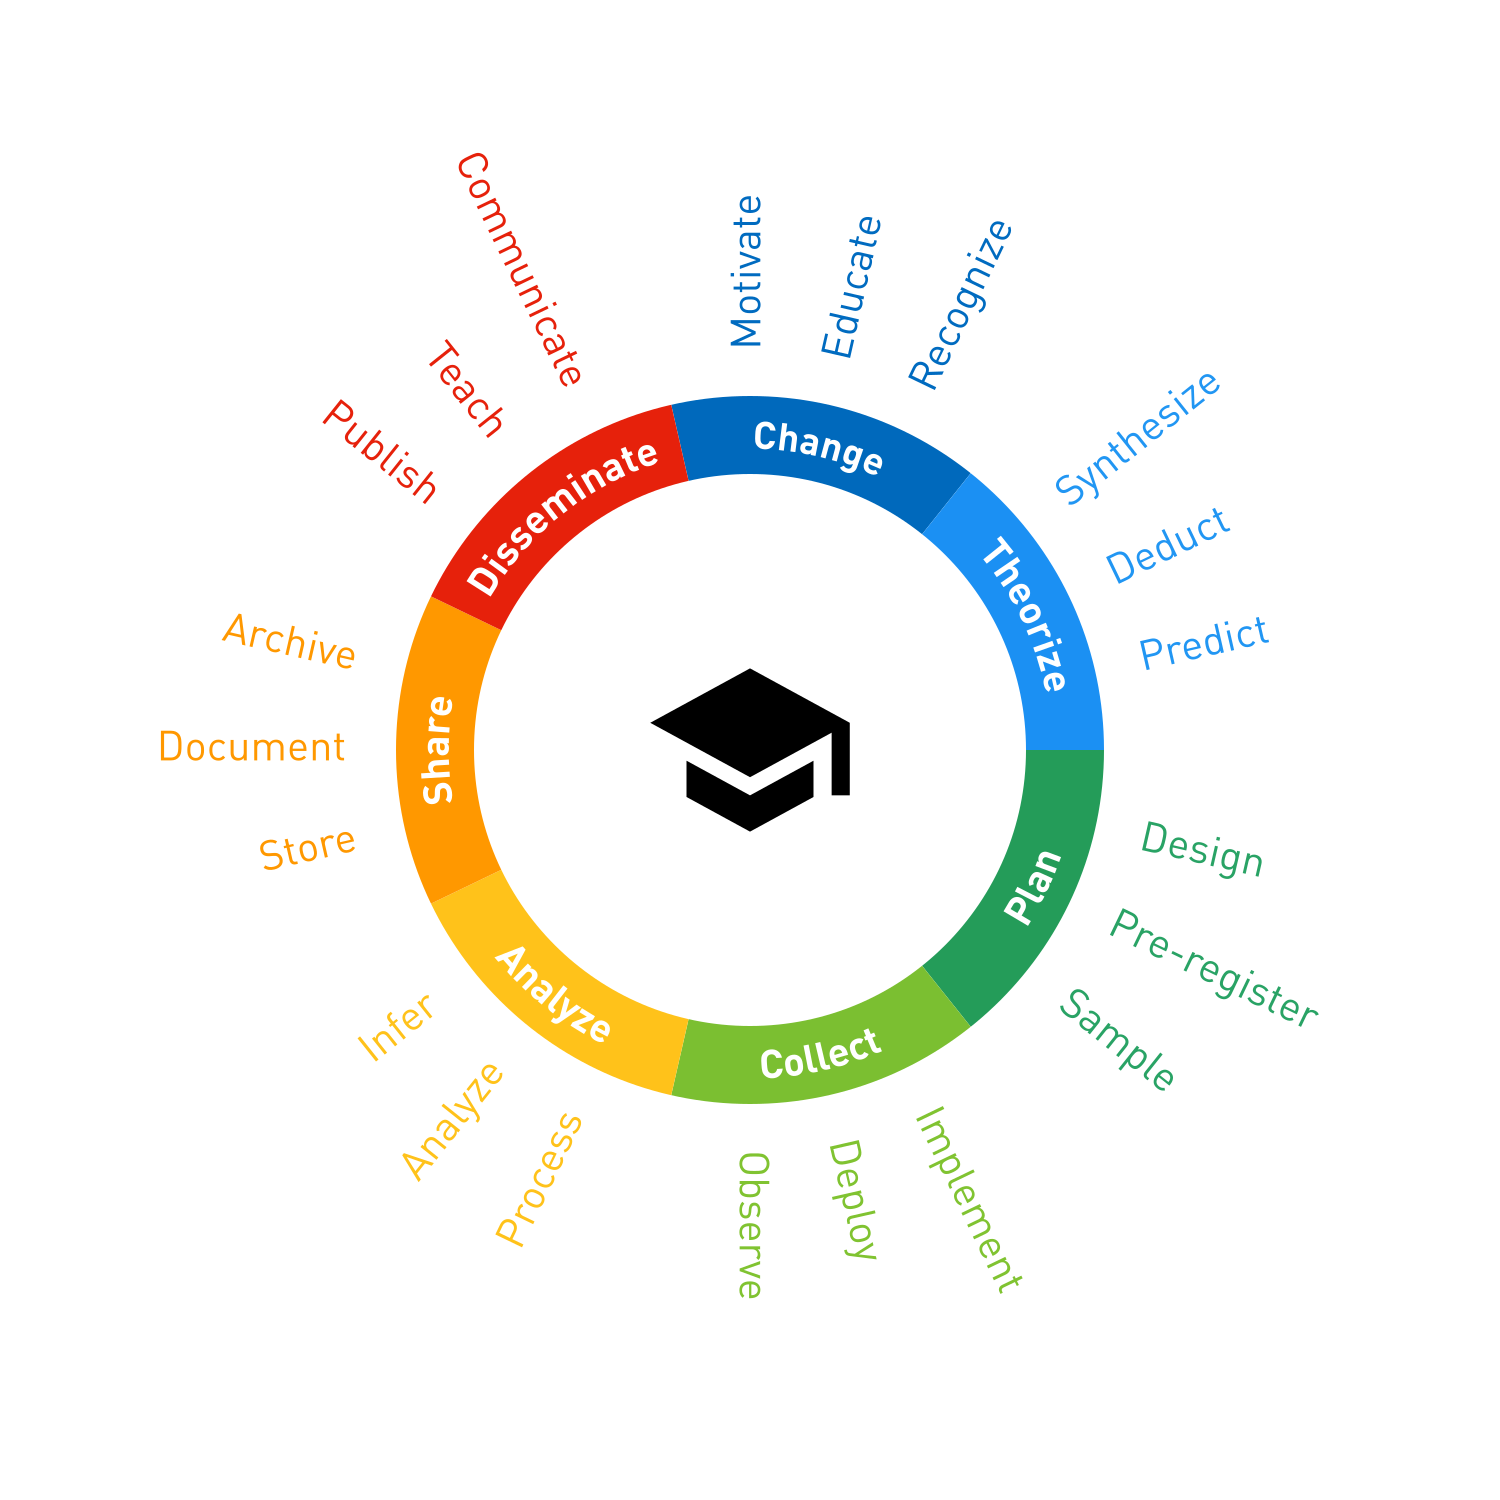 Change
Motivate
Educate
Recognize
Theorize
Synthesize
Deduct
Predict
Plan
Design
Pre-register
Sample
Collect
Implement
Deploy
Observe
Analyze
Process
Analyze
Infer
Share
Store
Document
Archive
Disseminate
Publish
Teach
Communicate